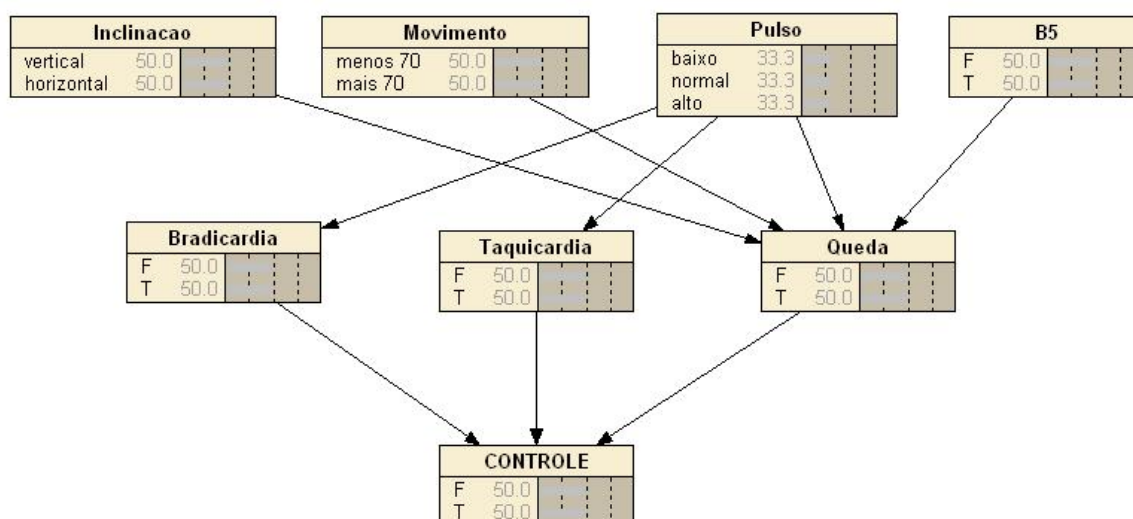 Inclinacao
vertical 50.0
horizontal 50.0
Movimento
menos 70 50.0
mais 70 50.0
Pulso
baixo 33.3
normal 33.3
alto 33.3
B5
F 50.0
T 50.0
Bradicardia
F 50.0
T 50.0
Taquicardia
F 50.0
T 50.0
Queda
F 50.0
T 50.0
CONTROLE
F 50.0
T 50.0